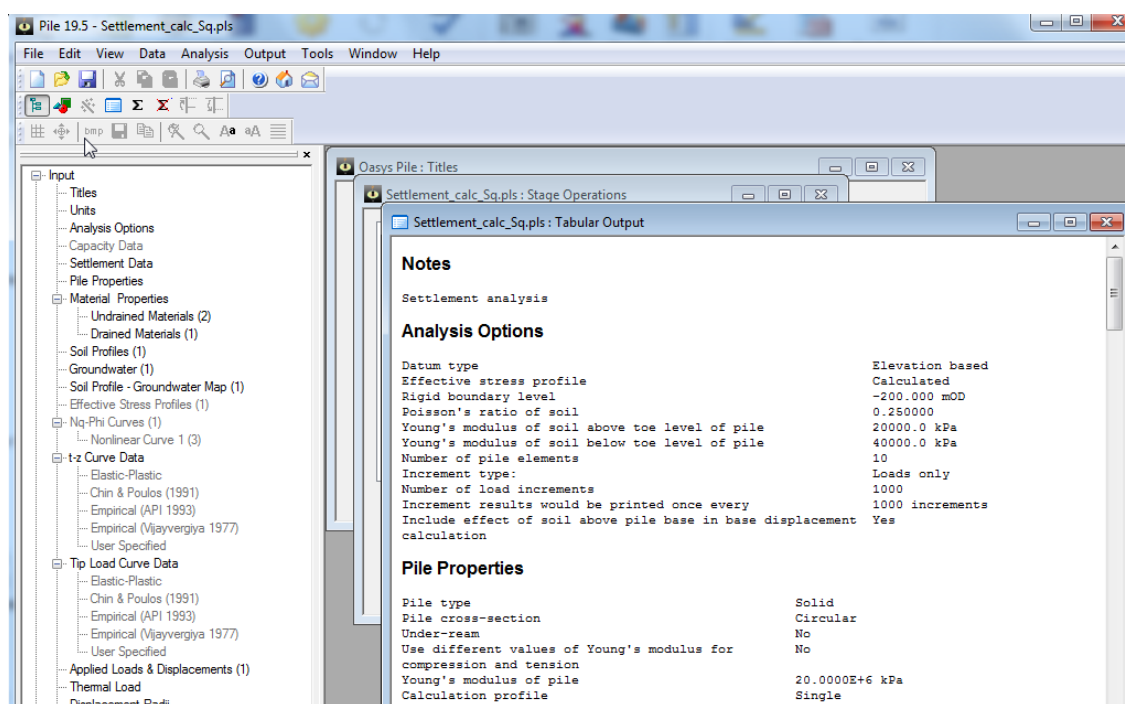 Pile 19.5 - Settlement_calc_Sq.pls
File Edit View Data Analysis Output Tools Window Help
bmp Aa aA
Input
Titles
Units
Analysis Options
Capacity Data
Settlement Data
Pile Properties
Material Properties
Undrained Materials (2)
Drained Materials (1)
Soil Profiles (1)
Groundwater (1)
Soil Profile - Groundwater Map (1)
Effective Stress Profiles (1)
Nq-Phi Curves (1)
Nonlinear Curve 1 (3)
t-z Curve Data
Elastic-Plastic
Chin & Poulos (1991)
Empirical (API 1993)
Empirical (Vijayvergiya 1977)
User Specified
Tip Load Curve Data
Elastic-Plastic
Chin & Poulos (1991)
Empirical (API 1993)
Empirical (Vijayvergiya 1977)
User Specified
Applied Loads & Displacements (1)
Thermal Load
Displacement Radii
Oasys Pile : Titles
Settlement_calc_Sq.pls : Stage Operations
Settlement_calc_Sq.pls : Tabular Output
Notes
Settlement analysis
Analysis Options
Datum type Elevation based
Effective stress profile Calculated
Rigid boundary level -200.000 mOD
Poisson's ratio of soil 0.250000
Young's modulus of soil above toe level of pile 20000.0 kPa
Young's modulus of soil below toe level of pile 40000.0 kPa
Number of pile elements 10
Increment type: Loads only
Number of load increments 1000
Increment results would be printed once every 1000 increments
Include effect of soil above pile base in base displacement Yes
calculation
Pile Properties
Pile type Solid
Pile cross-section Circular
Under-ream No
Use different values of Young's modulus for No
compression and tension
Young's modulus of pile 20.0000E+6 kPa
Calculation profile Single